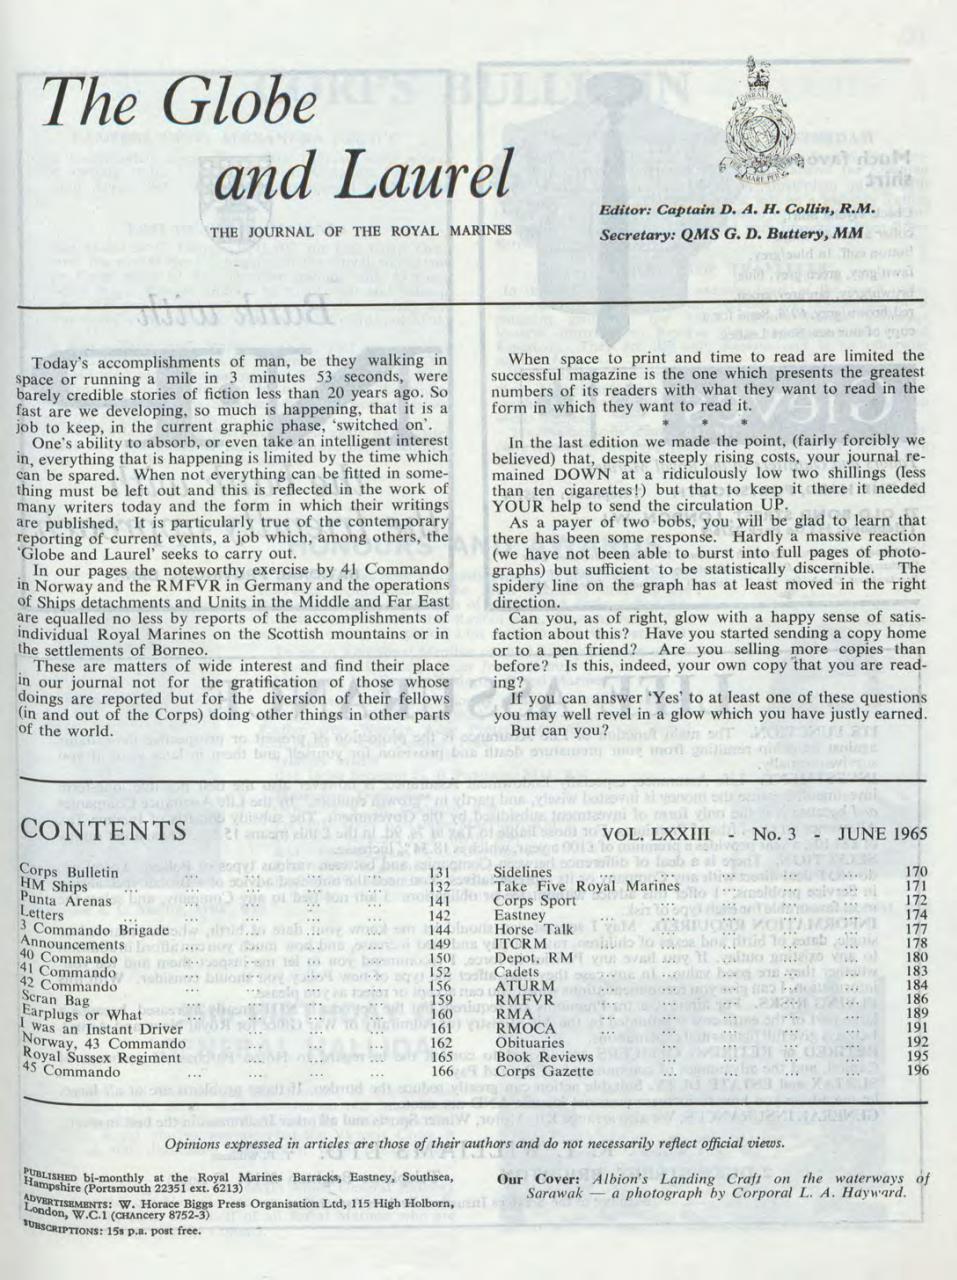 The Globe
and Laurel
THE JOURNAL OF THE ROYAL MARINES
GIBRALTAR
Editor: Captain D. A. H. Collin, R.M.
Secretary: QMS G. D. Buttery, MM
Today's accomplishments of man, be they walking in
space or running a mile in 3 minutes 53 seconds, were
barely credible stories of fiction less than 20 years ago. So
fast are we developing, so much is happening, that it is a
job to keep, in the current graphic phase, 'switched on'.
One's ability to absorb, or even take an intelligent interest
in, everything that is happening is limited by the time which
can be spared. When not everything can be fitted in some-
thing must be left out and this is reflected in the work of
many writers today and the form in which their writings
are published. It is particularly true of the contemporary
reporting of current events, a job which, among others, the
'Globe and Laurel' seeks to carry out.
In our pages the noteworthy exercise by 41 Commando
in Norway and the RMFVR in Germany and the operations
of Ships detachments and Units in the Middle and Far East
are equalled no less by reports of the accomplishments of
individual Royal Marines on the Scottish mountains or in
the settlements of Borneo.
These are matters of wide interest and find their place
in our journal not for the gratification of those whose
doings are reported but for the diversion of their fellows
(in and out of the Corps) doing other things in other parts
of the world.
When space to print and time to read are limited the
successful magazine is the one which presents the greatest
numbers of its readers with what they want to read in the
form in which they want to read it.
* * *
In the last edition we made the point, (fairly forcibly we
believed) that, despite steeply rising costs, your journal re-
mained DOWN at a ridiculously low two shillings (less
than ten cigarettes!) but that to keep it there it needed
YOUR help to send the circulation UP.
As a payer of two bobs, you will be glad to learn that
there has been some response. Hardly a massive reaction
(we have not been able to burst into full pages of photo-
graphs) but sufficient to be statistically discernible. The
spidery line on the graph has at least moved in the right
direction.
Can you, as of right, glow with a happy sense of satis-
faction about this? Have you started sending a copy home
or to a pen friend? Are you selling more copies than
before? Is this, indeed, your own copy that you are read-
ing?
If you can answer 'Yes' to at least one of these questions
you may well revel in a glow which you have justly earned.
But can you?
CONTENTS
VOL. LXXIII - No. 3 - JUNE 1965
Corps Bulletin ... ... ... 131
HM Ships ... ... ... 132
Punta Arenas ... ... ... 141
Letters ... ... ... 142
3 Commando Brigade ... ... 144
Announcements ... ... ... 149
40 Commando ... ... ... 150
41 Commando ... ... ... 152
42 Commando ... ... ... 156
Scran Bag ... ... ... 159
Earplugs or What ... ... ... 160
I was an Instant Driver ... ... 161
Norway, 43 Commando ... ... 162
Royal Sussex Regiment ... ... 165
45 Commando ... ... ... 166
Sidelines ... ... ... 170
Take Five Royal Marines ... ... 171
Corps Sport ... ... ... 172
Eastney ... ... ... 174
Horse Talk ... ... ... 177
ITCRM ... ... ... 178
Depot, RM ... ... ... 180
Cadets ... ... ... 183
ATURM ... ... ... 184
RMFVR ... ... ... 186
RMA ... ... ... 189
RMOCA ... ... ... 191
Obituaries ... ... ... 192
Book Reviews ... ... ... 195
Corps Gazette ... ... ... 196
Opinions expressed in articles are those of their authors and do not necessarily reflect official views.
PUBLISHED bi-monthly at the Royal Marines Barracks, Eastney, Southsea,
Hampshire (Portsmouth 22351 ext. 6213)
ADVERTISEMENTS: W. Horace Biggs Press Organisation Ltd, 115 High Holborn,
London, W.C.1 (CHAncery 8752-3)
SUBSCRIPTIONS: 15s p.a. post free.
Our Cover: Albion's Landing Craft on the waterways of
Sarawak — a photograph by Corporal L. A. Hayward.